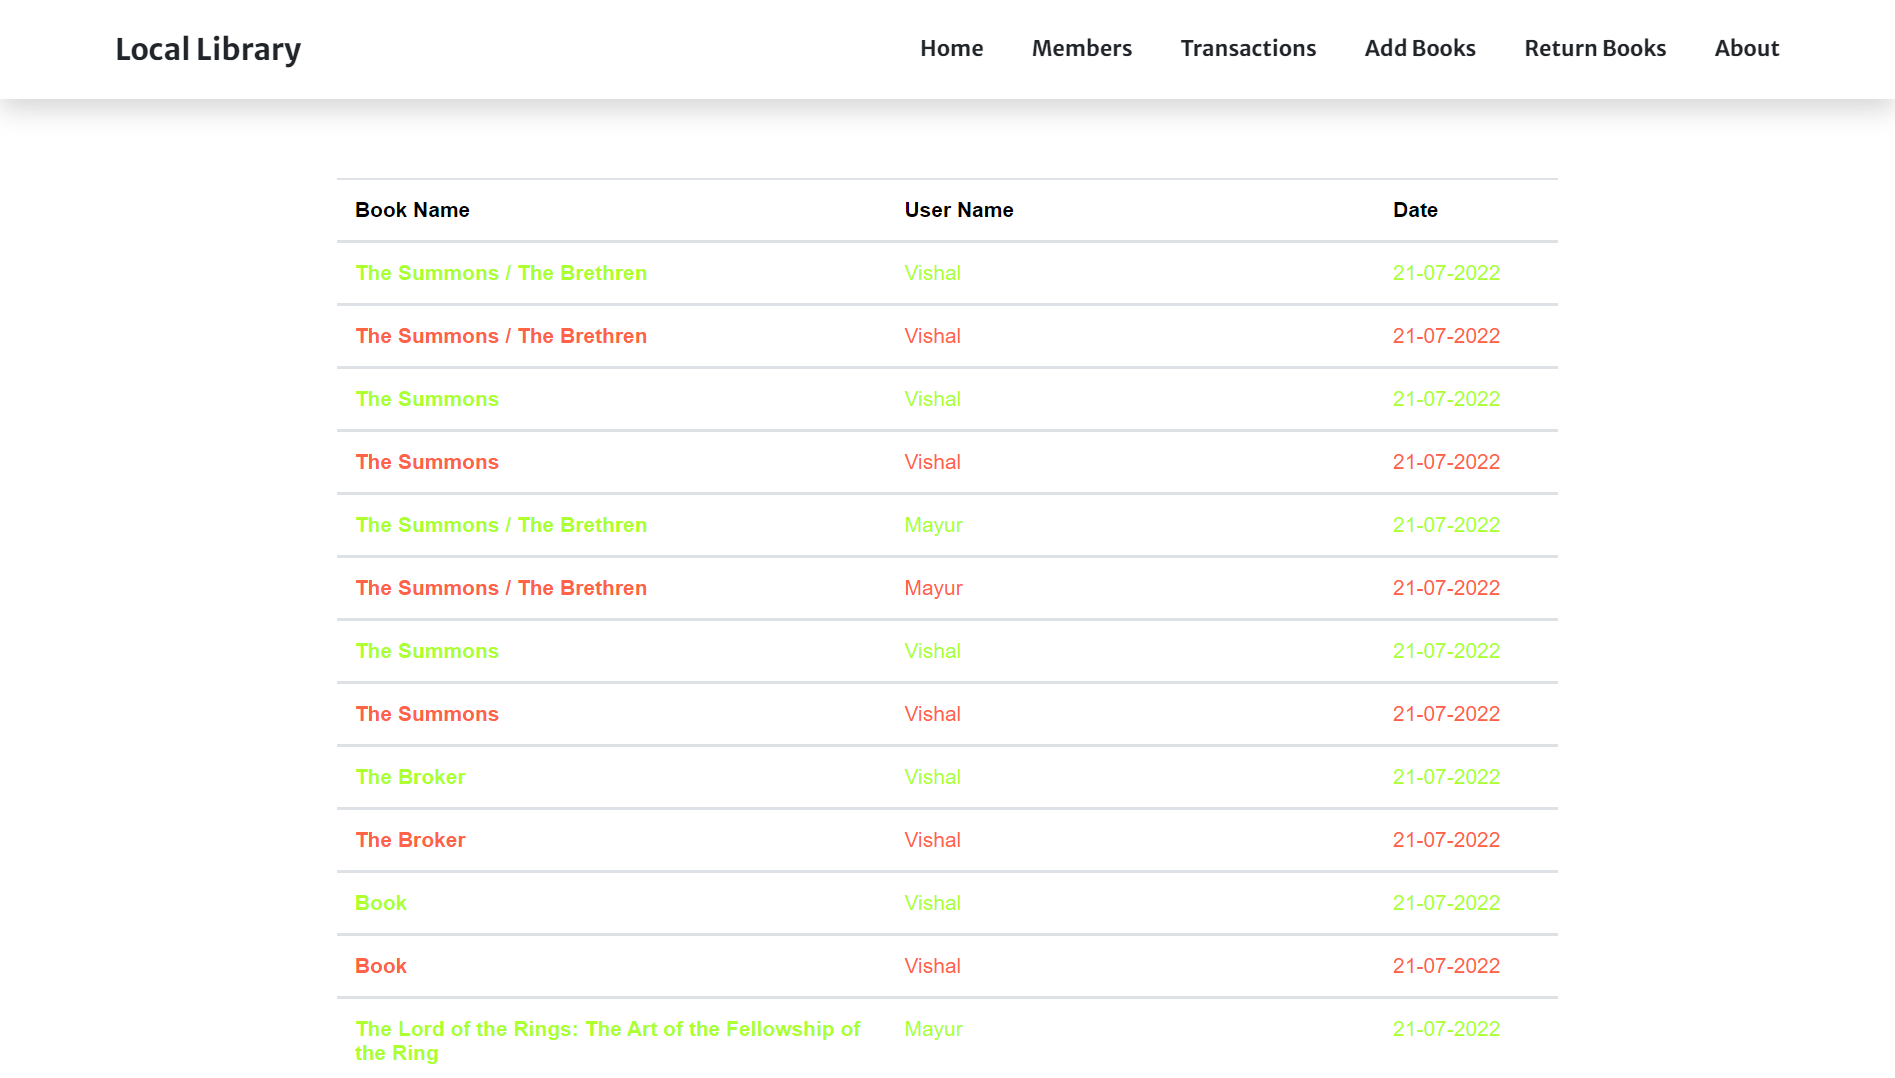 Local Library
Home Members Transactions Add Books Return Books About
Book Name User Name Date
The Summons / The Brethren Vishal 21-07-2022
The Summons / The Brethren Vishal 21-07-2022
The Summons Vishal 21-07-2022
The Summons Vishal 21-07-2022
The Summons / The Brethren Mayur 21-07-2022
The Summons / The Brethren Mayur 21-07-2022
The Summons Vishal 21-07-2022
The Summons Vishal 21-07-2022
The Broker Vishal 21-07-2022
The Broker Vishal 21-07-2022
Book Vishal 21-07-2022
Book Vishal 21-07-2022
The Lord of the Rings: The Art of the Fellowship of Mayur 21-07-2022
the Ring